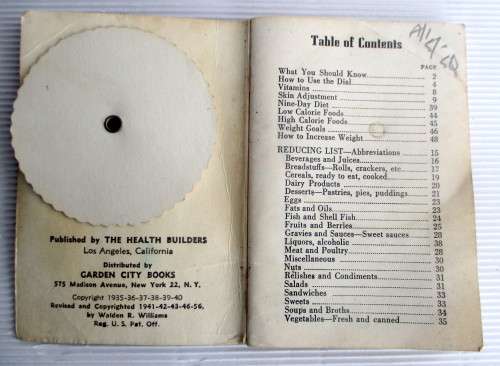 Published by THE HEALTH BUILDERS
Los Angeles, California
Distributed by
GARDEN CITY BOOKS
575 Madison Avenue, New York 22, N. Y.
Copyright 1935-36-37-38-39-40
Revised and Copyrighted 1941-42-43-46-56,
by Walden R. Williams
Reg. U. S. Pat. Off.
Table of Contents
PAGE
What You Should Know 2
How to Use the Dial 4
Vitamins 8
Skin Adjustment 9
Nine-Day Diet 39
Low Calorie Foods 44
High Calorie Foods 45
Weight Goals 46
How to Increase Weight 48
REDUCING LIST—Abbreviations 15
Beverages and Juices 16
Breadstuffs—Rolls, crackers, etc. 17
Cereals, ready to eat, cooked 19
Dairy Products 20
Desserts—Pastries, pies, puddings 21
Eggs 23
Fats and Oils 23
Fish and Shell Fish 24
Fruits and Berries 25
Gravies and Sauces—Sweet sauces 28
Liquors, alcoholic 38
Meat and Poultry 28
Miscellaneous 30
Nuts 30
Relishes and Condiments 31
Salads 31
Sandwiches 33
Sweets 33
Soups and Broths 34
Vegetables—Fresh and canned 35